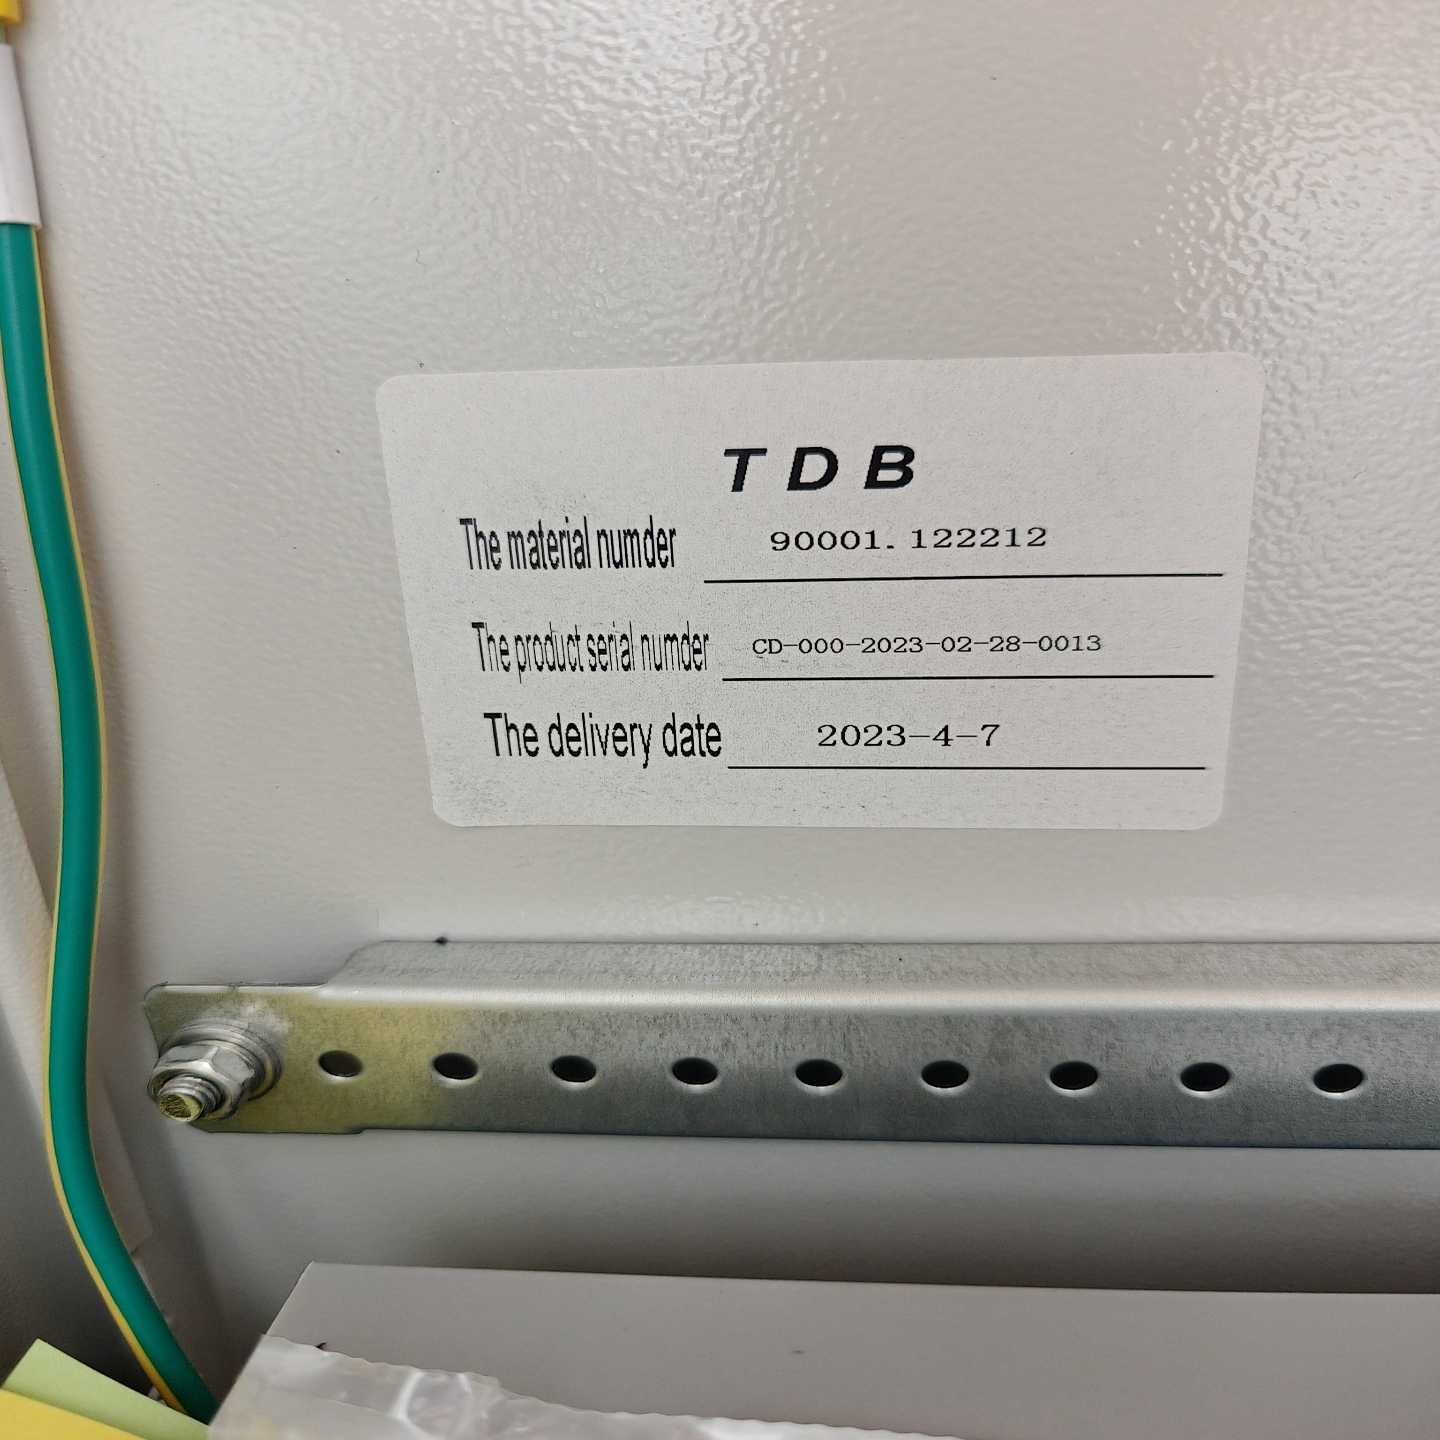 TDB
The material numder 90001.122212
The product serial numder CD-000-2023-02-28-0013
The delivery date 2023-4-7